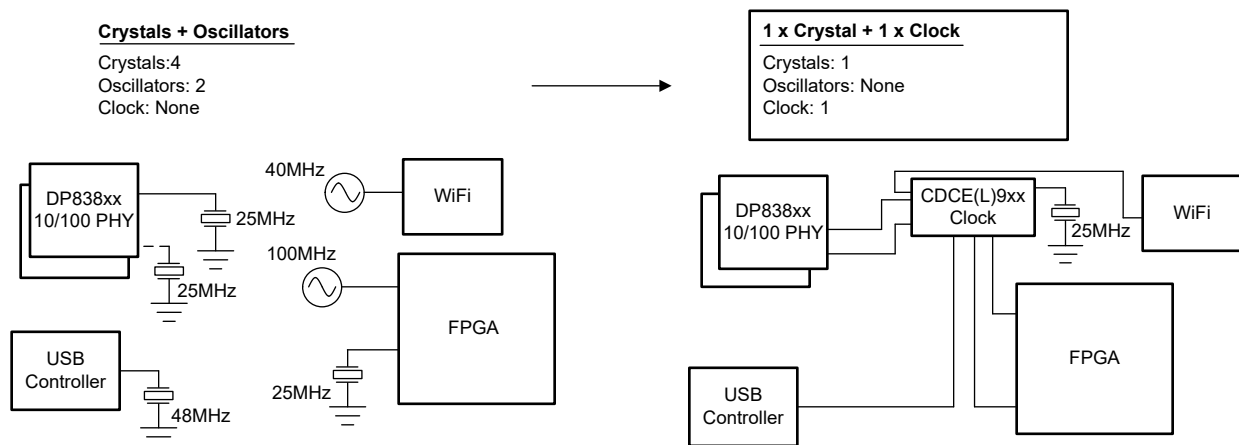 Crystals + Oscillators
Crystals:4
Oscillators: 2
Clock: None
1 x Crystal + 1 x Clock
Crystals: 1
Oscillators: None
Clock: 1
DP838xx
10/100 PHY
25MHz
25MHz
40MHz
WiFi
100MHz
FPGA
25MHz
USB
Controller
48MHz
DP838xx
10/100 PHY
CDCE(L)9xx
Clock
25MHz
WiFi
FPGA
USB
Controller